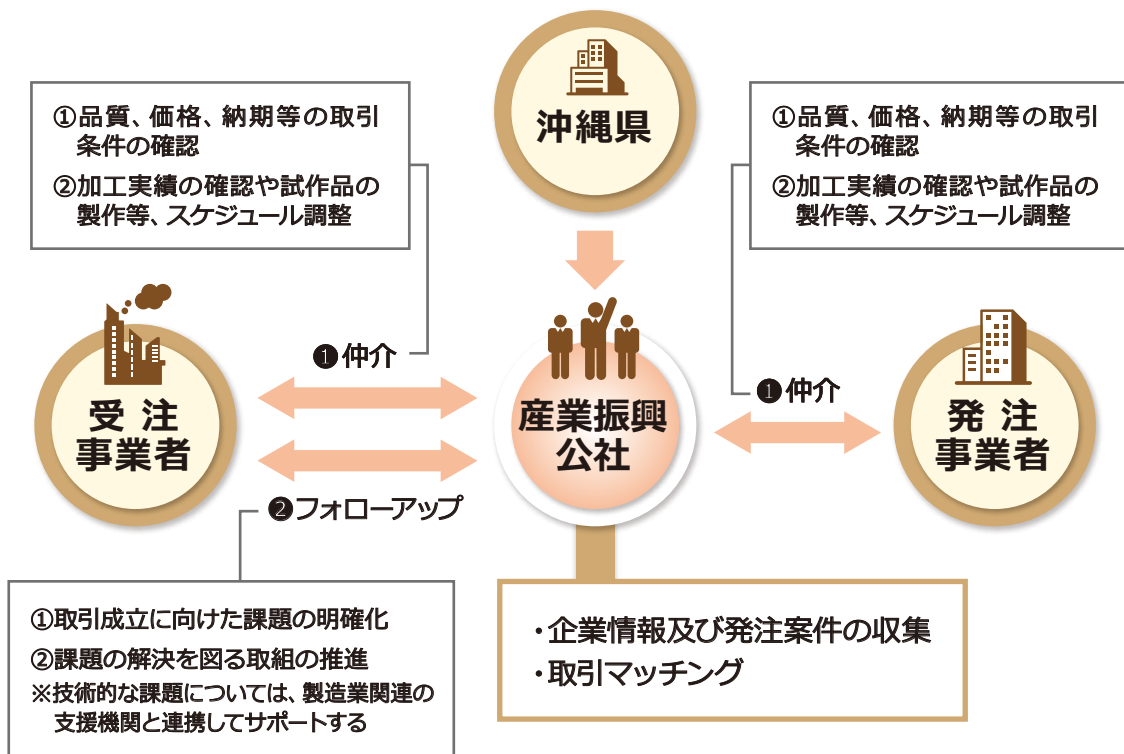 沖縄県
①品質、価格、納期等の取引
条件の確認
②加工実績の確認や試作品の
製作等、スケジュール調整
①品質、価格、納期等の取引
条件の確認
②加工実績の確認や試作品の
製作等、スケジュール調整
受注
事業者
❶仲介
産業振興
公社
❶仲介
発注
事業者
❷フォローアップ
①取引成立に向けた課題の明確化
②課題の解決を図る取組の推進
※技術的な課題については、製造業関連の
支援機関と連携してサポートする
・企業情報及び発注案件の収集
・取引マッチング